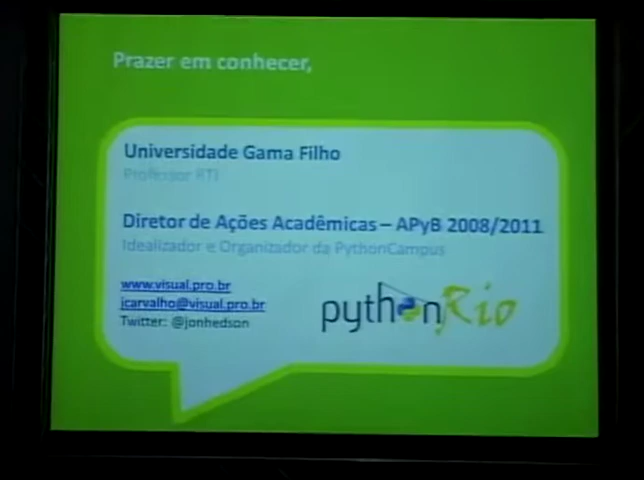 Prazer em conhecer,
Universidade Gama Filho
Professor RTI
Diretor de Ações Acadêmicas – APyB 2008/2011
Idealizador e Organizador da PythonCampus
www.visual.pro.br
jcarvalho@visual.pro.br
Twitter: @jonhedson
pythonRio